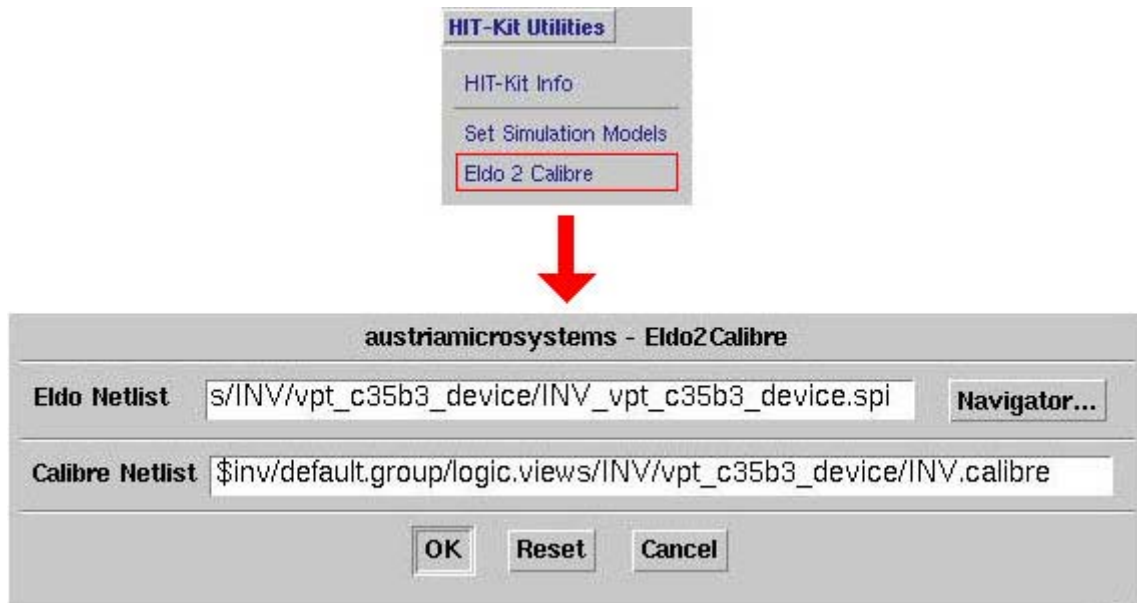 HIT-Kit Utilities
HIT-Kit Info
Set Simulation Models
Eldo 2 Calibre
austriamicrosystems - Eldo2Calibre
Eldo Netlist s/INV/vpt_c35b3_device/INV_vpt_c35b3_device.spi Navigator...
Calibre Netlist $inv/default.group/logic.views/INV/vpt_c35b3_device/INV.calibre
OK Reset Cancel